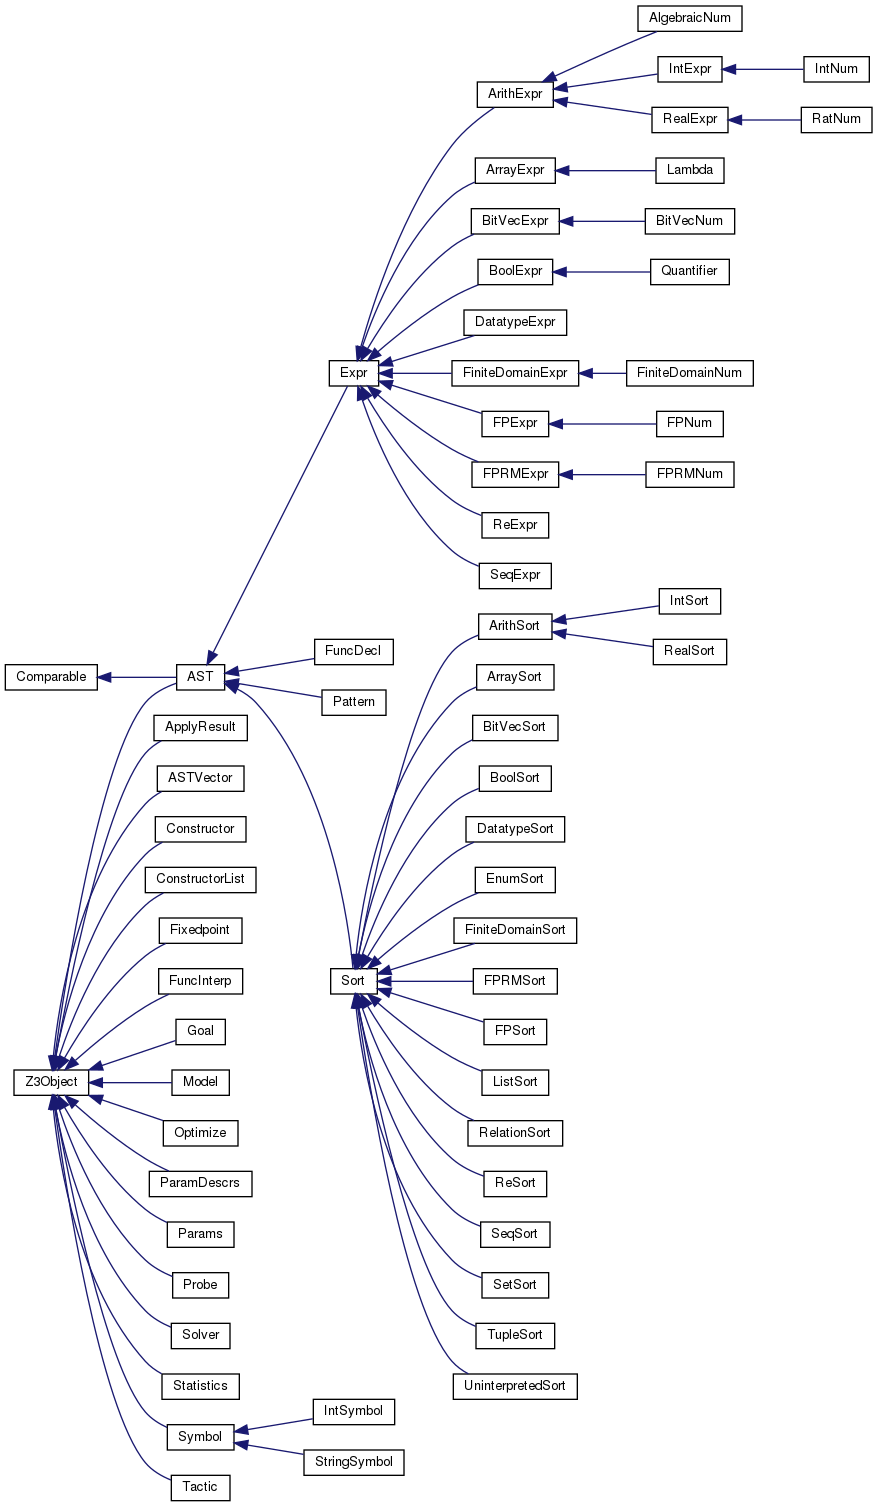 AlgebraicNum
IntExpr
IntNum
ArithExpr
RealExpr
RatNum
ArrayExpr
Lambda
BitVecExpr
BitVecNum
BoolExpr
Quantifier
DatatypeExpr
Expr
FiniteDomainExpr
FiniteDomainNum
FPExpr
FPNum
FPRMExpr
FPRMNum
ReExpr
SeqExpr
IntSort
ArithSort
RealSort
FuncDecl
Comparable
AST
ArraySort
Pattern
ApplyResult
BitVecSort
ASTVector
BoolSort
Constructor
DatatypeSort
ConstructorList
EnumSort
Fixedpoint
FiniteDomainSort
FuncInterp
Sort
FPRMSort
Goal
FPSort
Z3Object
Model
ListSort
Optimize
RelationSort
ParamDescrs
ReSort
Params
SeqSort
Probe
SetSort
Solver
TupleSort
Statistics
UninterpretedSort
IntSymbol
Symbol
StringSymbol
Tactic